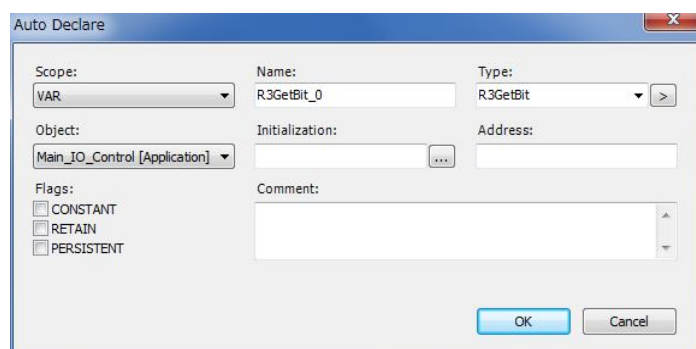 Auto Declare
Scope: Name: Type:
VAR R3GetBit_0 R3GetBit >
Object: Initialization: Address:
Main_IO_Control [Application] ...
Flags: Comment:
CONSTANT
RETAIN
PERSISTENT
OK Cancel